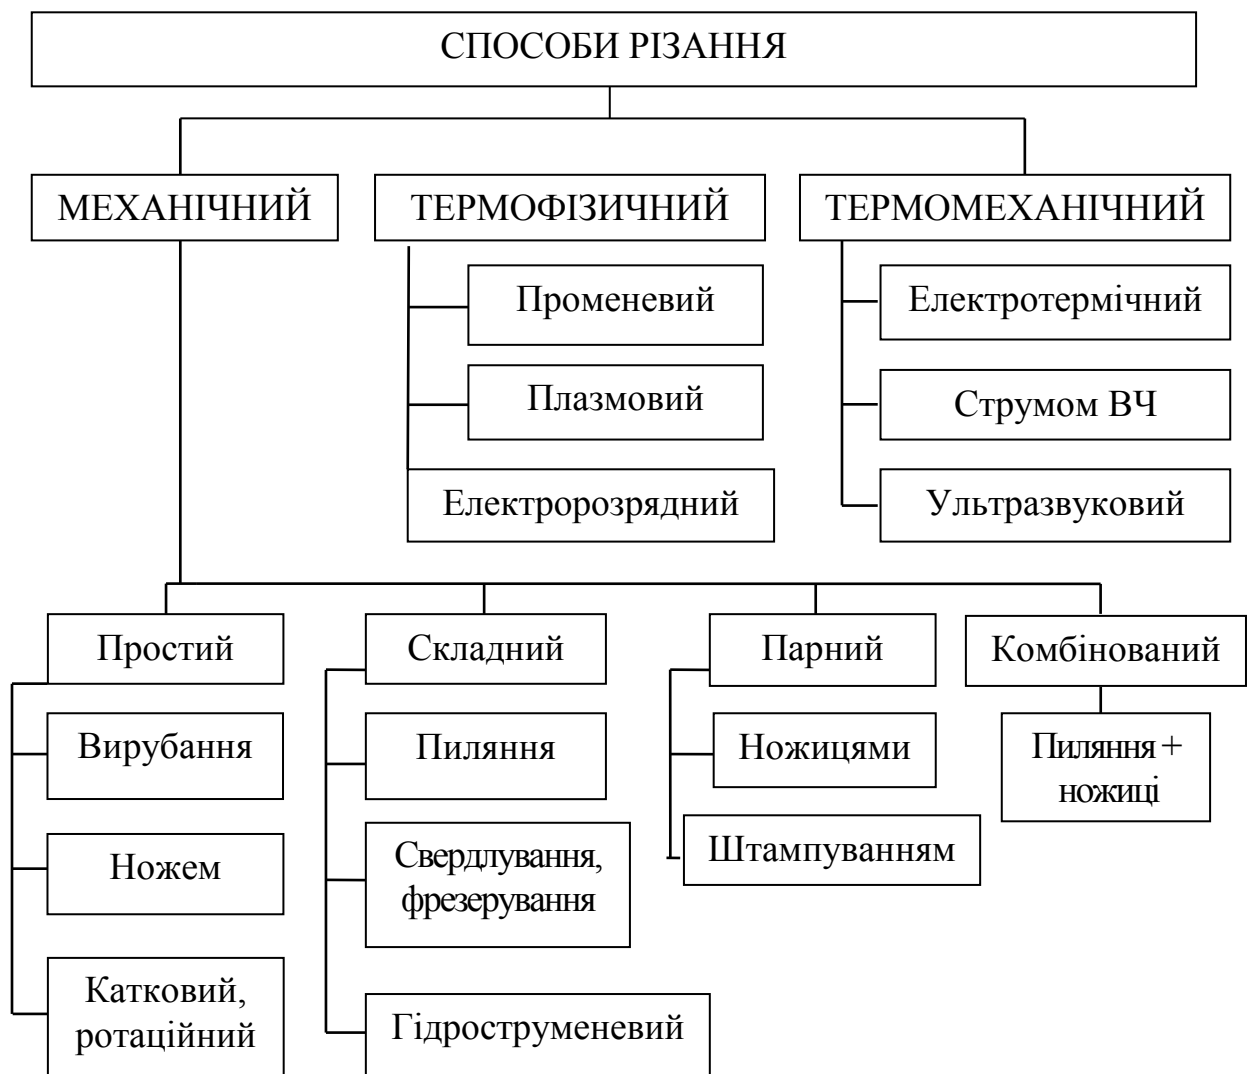 СПОСОБИ РІЗАННЯ
МЕХАНІЧНИЙ
ТЕРМОФІЗИЧНИЙ
ТЕРМОМЕХАНІЧНИЙ
Променевий
Плазмовий
Електророзрядний
Електротермічний
Струмом ВЧ
Ультразвуковий
Простий
Вирубання
Ножем
Катковий,
ротаційний
Складний
Пиляння
Свердлування,
фрезерування
Гідроструменевий
Парний
Ножицями
Штампуванням
Комбінований
Пиляння +
ножиці